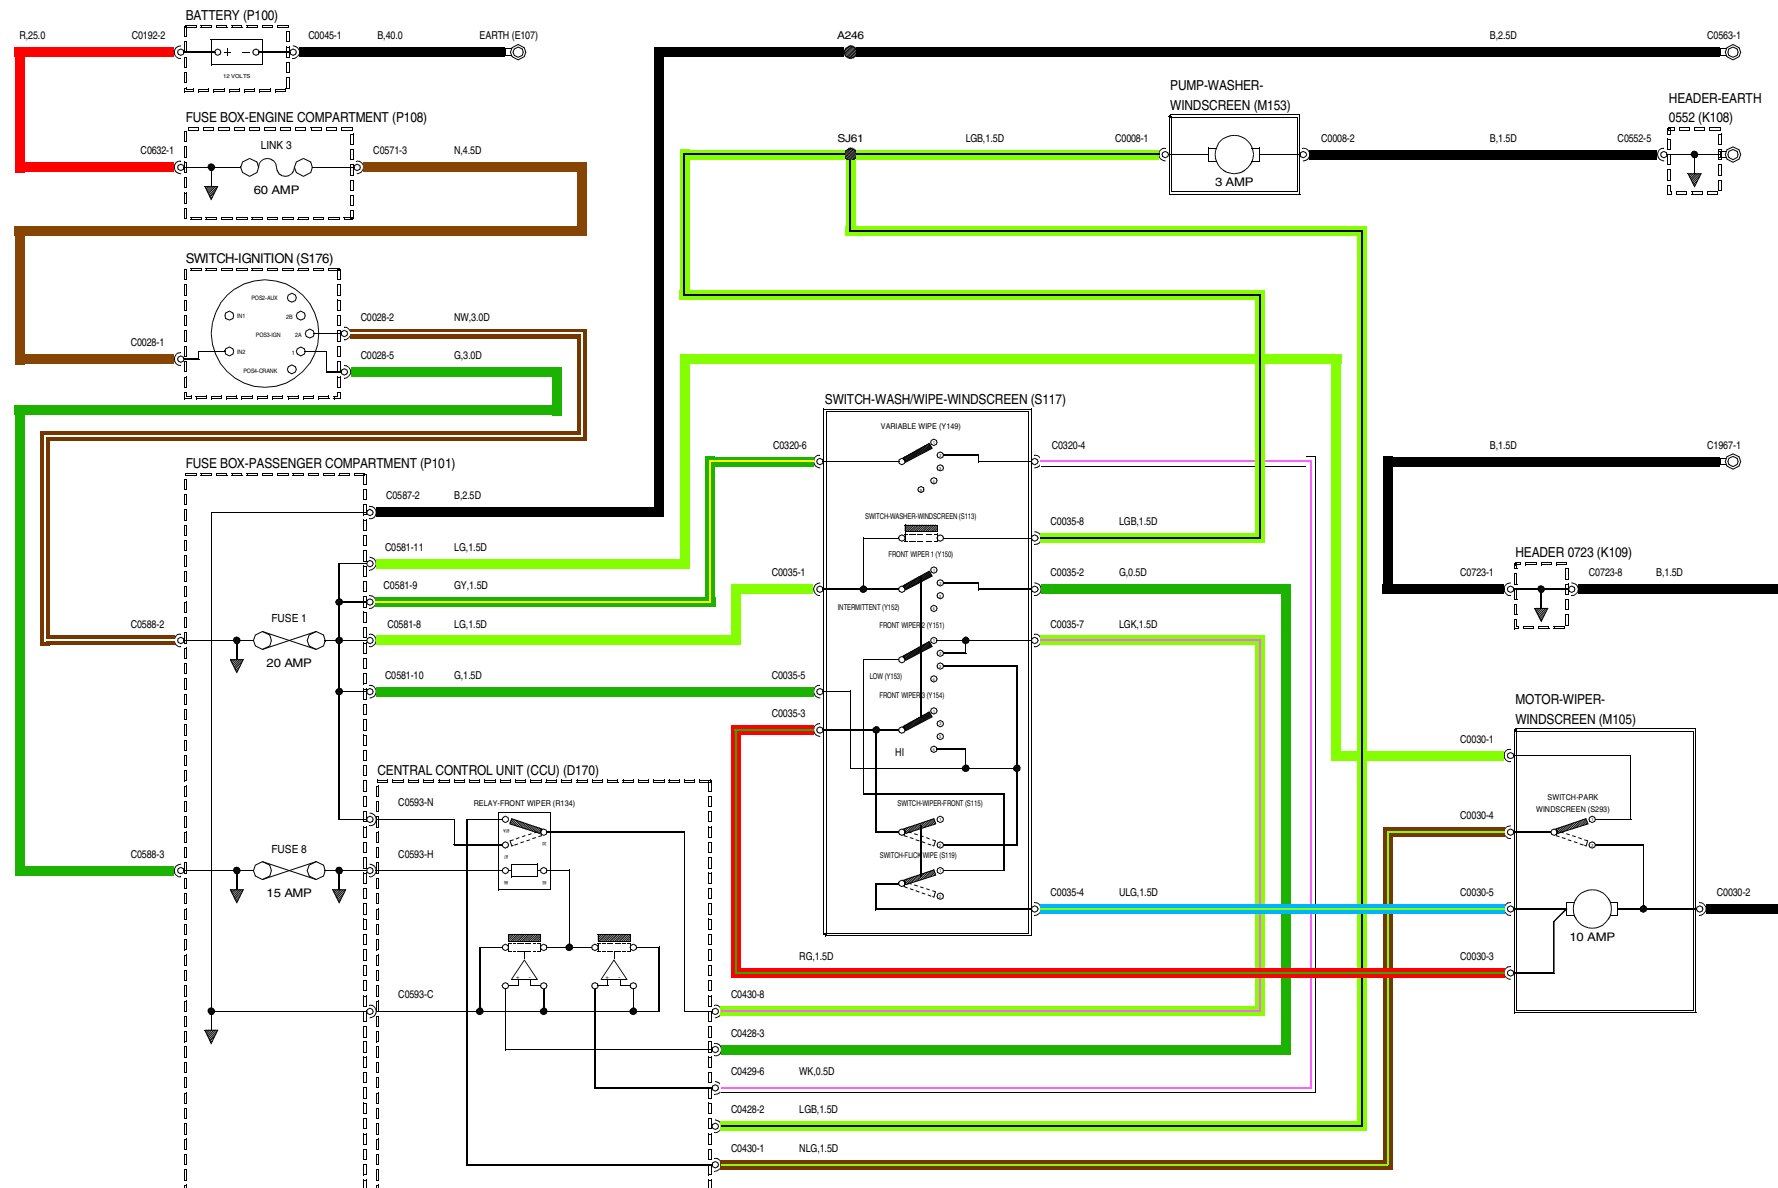 BATTERY (P100)
R,25.0
C0192-2
C0045-1
B,40.0
EARTH (E107)
12 VOLTS
A246
B,2.5D
C0563-1
PUMP-WASHER-
WINDSCREEN (M153)
HEADER-EARTH
0552 (K108)
FUSE BOX-ENGINE COMPARTMENT (P108)
C0632-1
LINK 3
C0571-3
N,4.5D
60 AMP
SJ61
LGB,1.5D
C0008-1
C0008-2
B,1.5D
C0552-5
3 AMP
SWITCH-IGNITION (S176)
POS2-AUX
IN1
2B
POS3-IGN
2A
IN2
1
POS4-CRANK
C0028-1
C0028-2
NW,3.0D
C0028-5
G,3.0D
SWITCH-WASH/WIPE-WINDSCREEN (S117)
VARIABLE WIPE (Y149)
C0320-6
C0320-4
B,1.5D
C1967-1
FUSE BOX-PASSENGER COMPARTMENT (P101)
C0587-2
B,2.5D
SWITCH-WASHER-WINDSCREEN (S113)
C0035-8
LGB,1.5D
C0581-11
LG,1.5D
FRONT WIPER 1 (Y150)
HEADER 0723 (K109)
C0581-9
GY,1.5D
C0035-1
C0035-2
G,0.5D
C0723-1
C0723-8
B,1.5D
INTERMITTENT (Y152)
FUSE 1
C0588-2
C0581-8
LG,1.5D
FRONT WIPER 2 (Y151)
C0035-7
LGK,1.5D
20 AMP
C0581-10
G,1.5D
C0035-5
LOW (Y153)
FRONT WIPER 3 (Y154)
C0035-3
HI
MOTOR-WIPER-
WINDSCREEN (M105)
C0030-1
CENTRAL CONTROL UNIT (CCU) (D170)
C0593-N
RELAY-FRONT WIPER (R134)
SWITCH-WIPER-FRONT (S115)
SWITCH-PARK
WINDSCREEN (S293)
C0030-4
FUSE 8
C0588-3
C0593-H
15 AMP
SWITCH-FLICK WIPE (S119)
C0035-4
ULG,1.5D
C0030-5
C0030-2
10 AMP
RG,1.5D
C0030-3
C0593-C
C0430-8
C0428-3
C0429-6
WK,0.5D
C0428-2
LGB,1.5D
C0430-1
NLG,1.5D